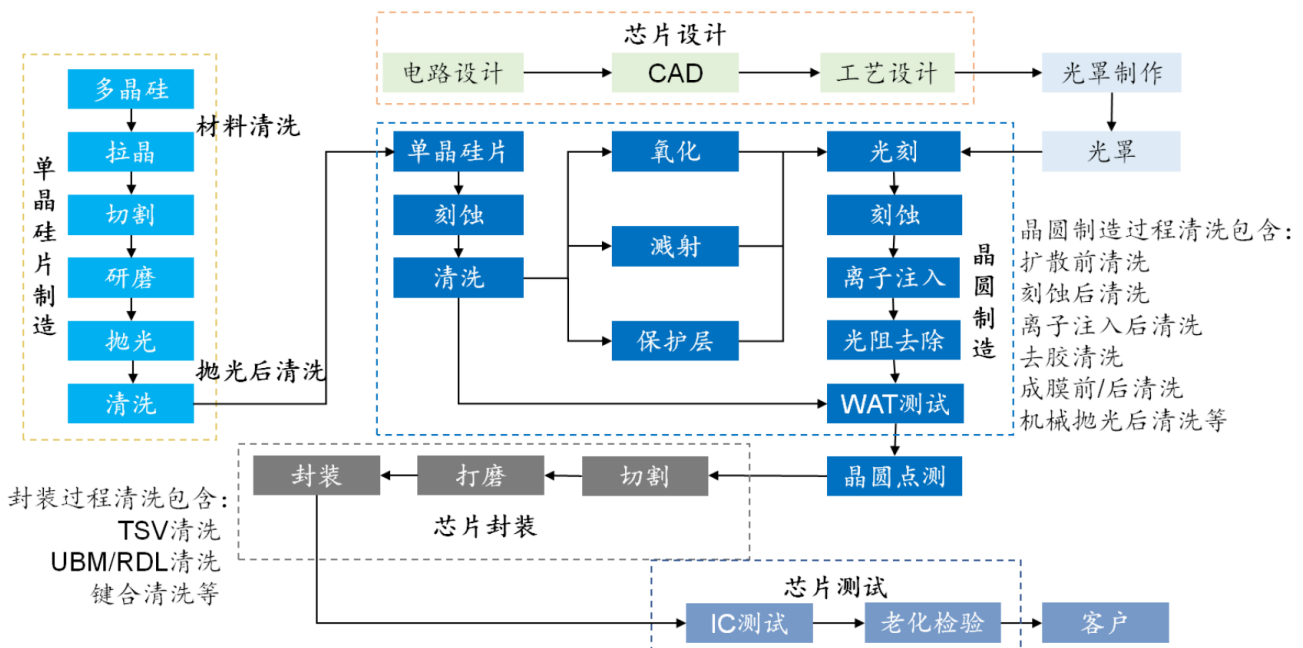 芯片设计
电路设计
CAD
工艺设计
光罩制作
光罩
单晶硅片制造
多晶硅
材料清洗
拉晶
切割
研磨
抛光
抛光后清洗
清洗
单晶硅片
刻蚀
清洗
氧化
溅射
保护层
光刻
刻蚀
离子注入
光阻去除
WAT测试
晶圆制造
晶圆制造过程清洗包含：
扩散前清洗
刻蚀后清洗
离子注入后清洗
去胶清洗
成膜前/后清洗
机械抛光后清洗等
晶圆点测
切割
打磨
封装
芯片封装
封装过程清洗包含：
TSV清洗
UBM/RDL清洗
键合清洗等
芯片测试
IC测试
老化检验
客户